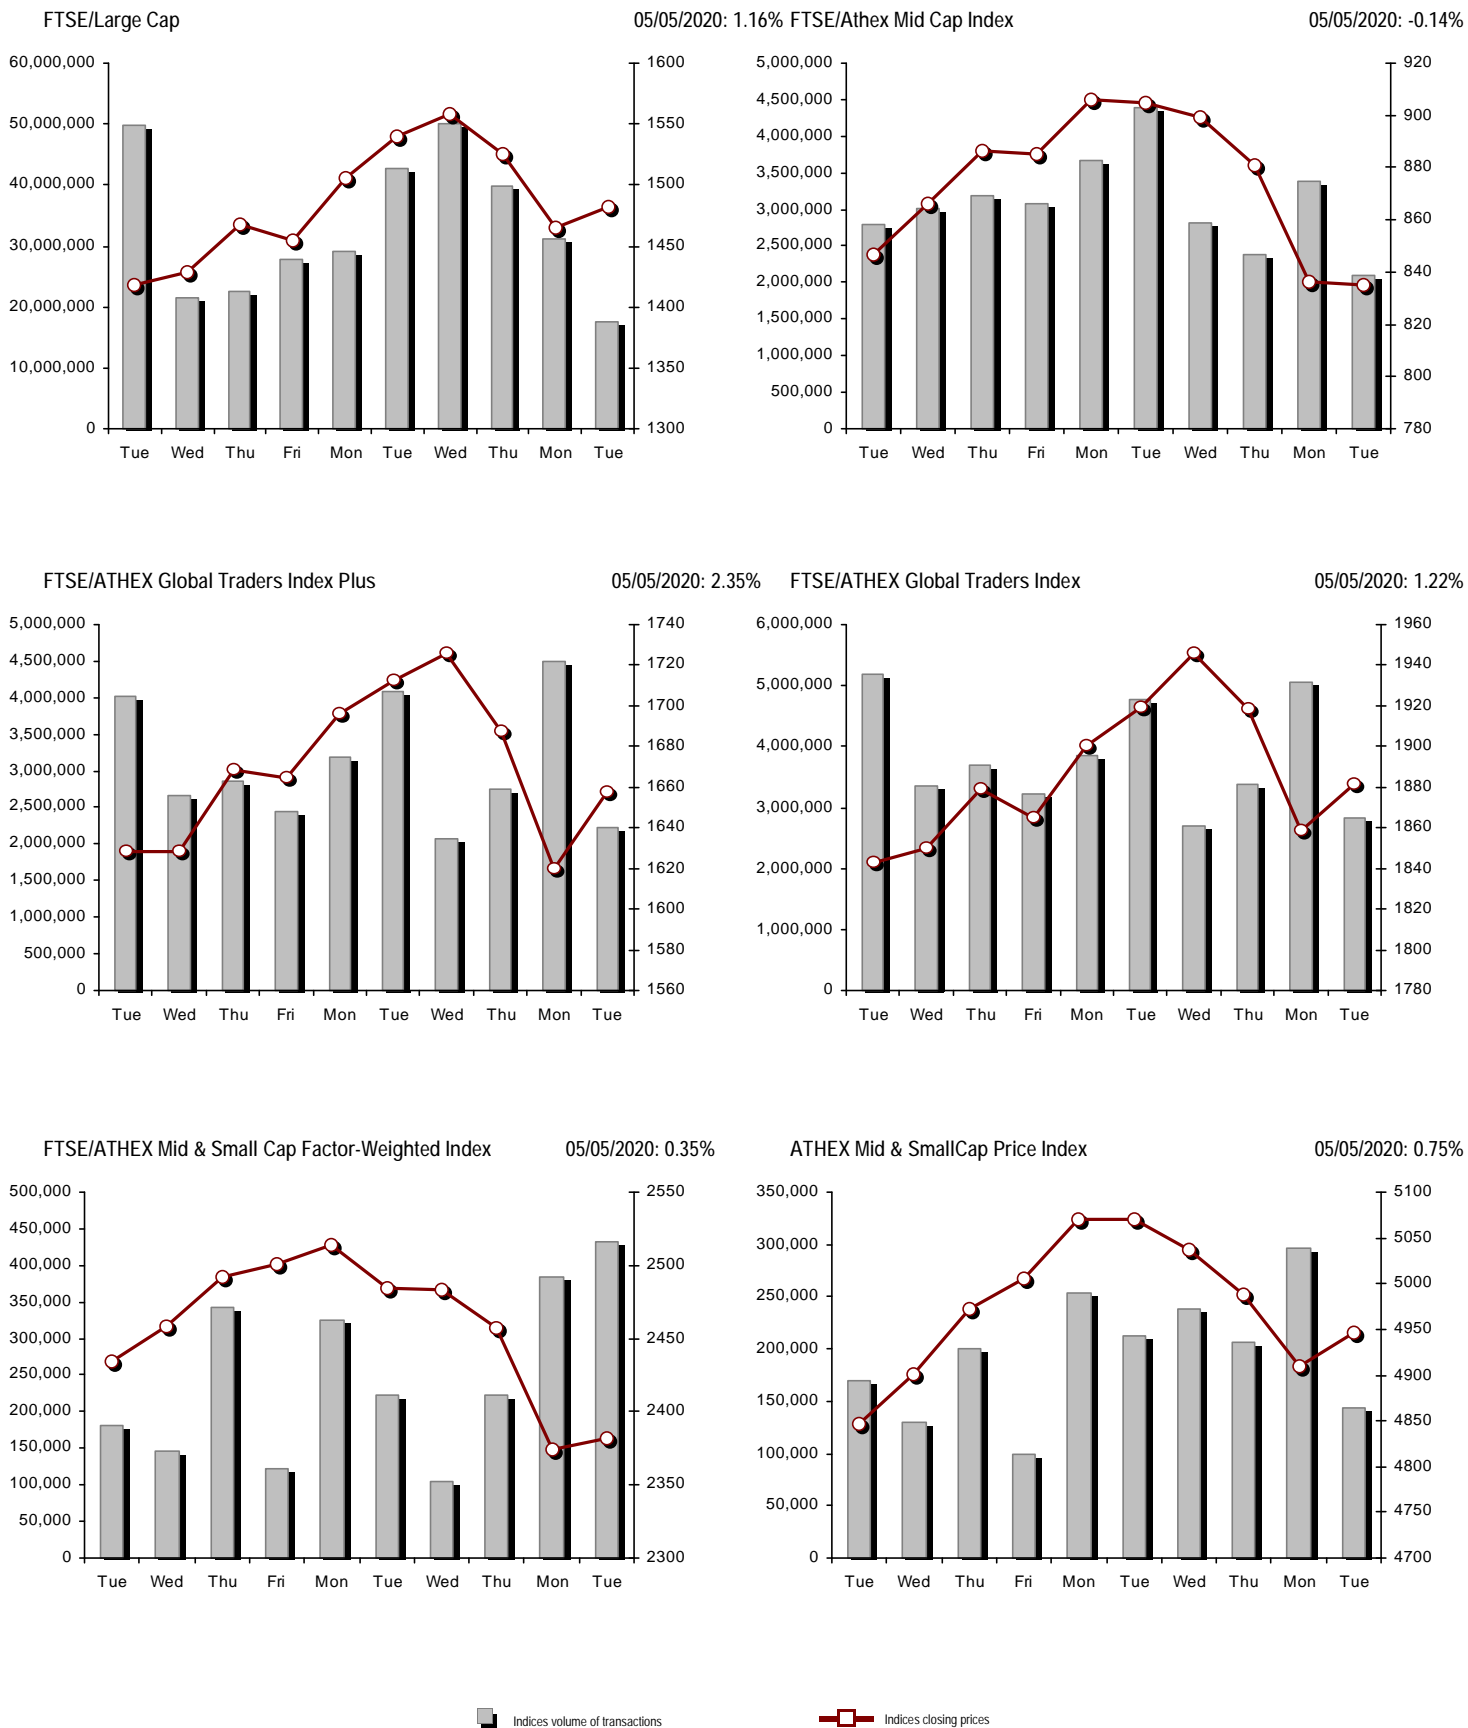 FTSE/Large Cap 05/05/2020: 1.16% FTSE/Athex Mid Cap Index 05/05/2020: -0.14%
60,000,000 1600 5,000,000 920
4,500,000 900
50,000,000 1550
4,000,000
3,500,000 880
40,000,000 1500
3,000,000 860
30,000,000 1450 2,500,000
2,000,000 840
20,000,000 1400
1,500,000 820
10,000,000 1350 1,000,000
500,000 800
0 1300 0 780
Tue Wed Thu Fri Mon Tue Wed Thu Mon Tue Tue Wed Thu Fri Mon Tue Wed Thu Mon Tue
FTSE/ATHEX Global Traders Index Plus 05/05/2020: 2.35% FTSE/ATHEX Global Traders Index 05/05/2020: 1.22%
5,000,000 1740 6,000,000 1960
4,500,000 1720 1940
4,000,000 1700 5,000,000 1920
3,500,000 1680 4,000,000 1900
3,000,000 1660 1880
2,500,000 1640 3,000,000 1860
2,000,000 1620 2,000,000 1840
1,500,000
1,000,000 1600 1820
500,000 1580 1,000,000 1800
0 1560 0 1780
Tue Wed Thu Fri Mon Tue Wed Thu Mon Tue Tue Wed Thu Fri Mon Tue Wed Thu Mon Tue
FTSE/ATHEX Mid & Small Cap Factor-Weighted Index 05/05/2020: 0.35% ATHEX Mid & SmallCap Price Index 05/05/2020: 0.75%
500,000 2550 350,000 5100
450,000 300,000 5050
400,000 2500
350,000 250,000 5000
300,000 2450 4950
250,000 200,000
200,000 2400 150,000 4900
150,000 4850
100,000 2350 100,000 4800
50,000 50,000 4750
0 2300 0 4700
Tue Wed Thu Fri Mon Tue Wed Thu Mon Tue Tue Wed Thu Fri Mon Tue Wed Thu Mon Tue
Indices volume of transactions Indices closing prices